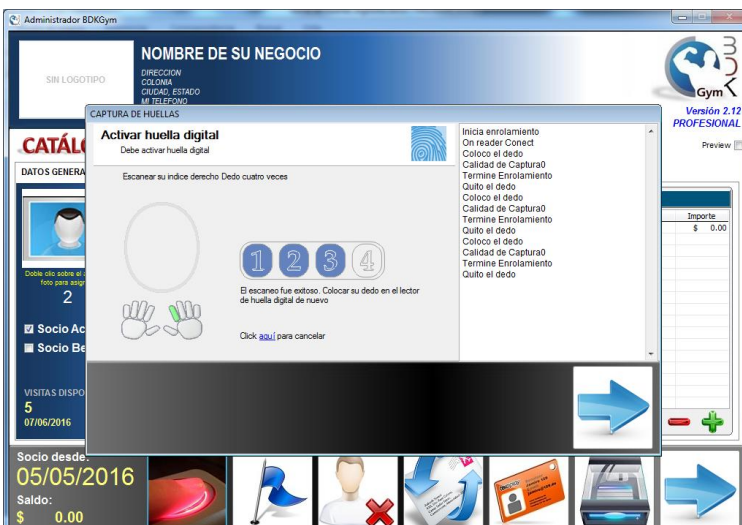 Administrador BDKGym
SIN LOGOTIPO
NOMBRE DE SU NEGOCIO
DIRECCION
COLONIA
CIUDAD, ESTADO
MI TELEFONO
BDK
Gym
Versión 2.12
PROFESIONAL
Preview
CATÁLO
DATOS GENERA
CAPTURA DE HUELLAS
Activar huella digital
Debe activar huella digital
Escanear su indice derecho Dedo cuatro veces
1 2 3 4
El escaneo fue exitoso. Colocar su dedo en el lector
de huella digital de nuevo
Click aquí para cancelar
Inicia enrolamiento
On reader Conect
Coloco el dedo
Calidad de Captura0
Termine Enrolamiento
Quito el dedo
Coloco el dedo
Calidad de Captura0
Termine Enrolamiento
Quito el dedo
Coloco el dedo
Calidad de Captura0
Termine Enrolamiento
Quito el dedo
Importe
$ 0.00
Doble clic sobre el
foto para asig
2
Socio Ac
Socio Be
VISITAS DISPO
5
07/06/2016
Socio desde:
05/05/2016
Saldo:
$ 0.00